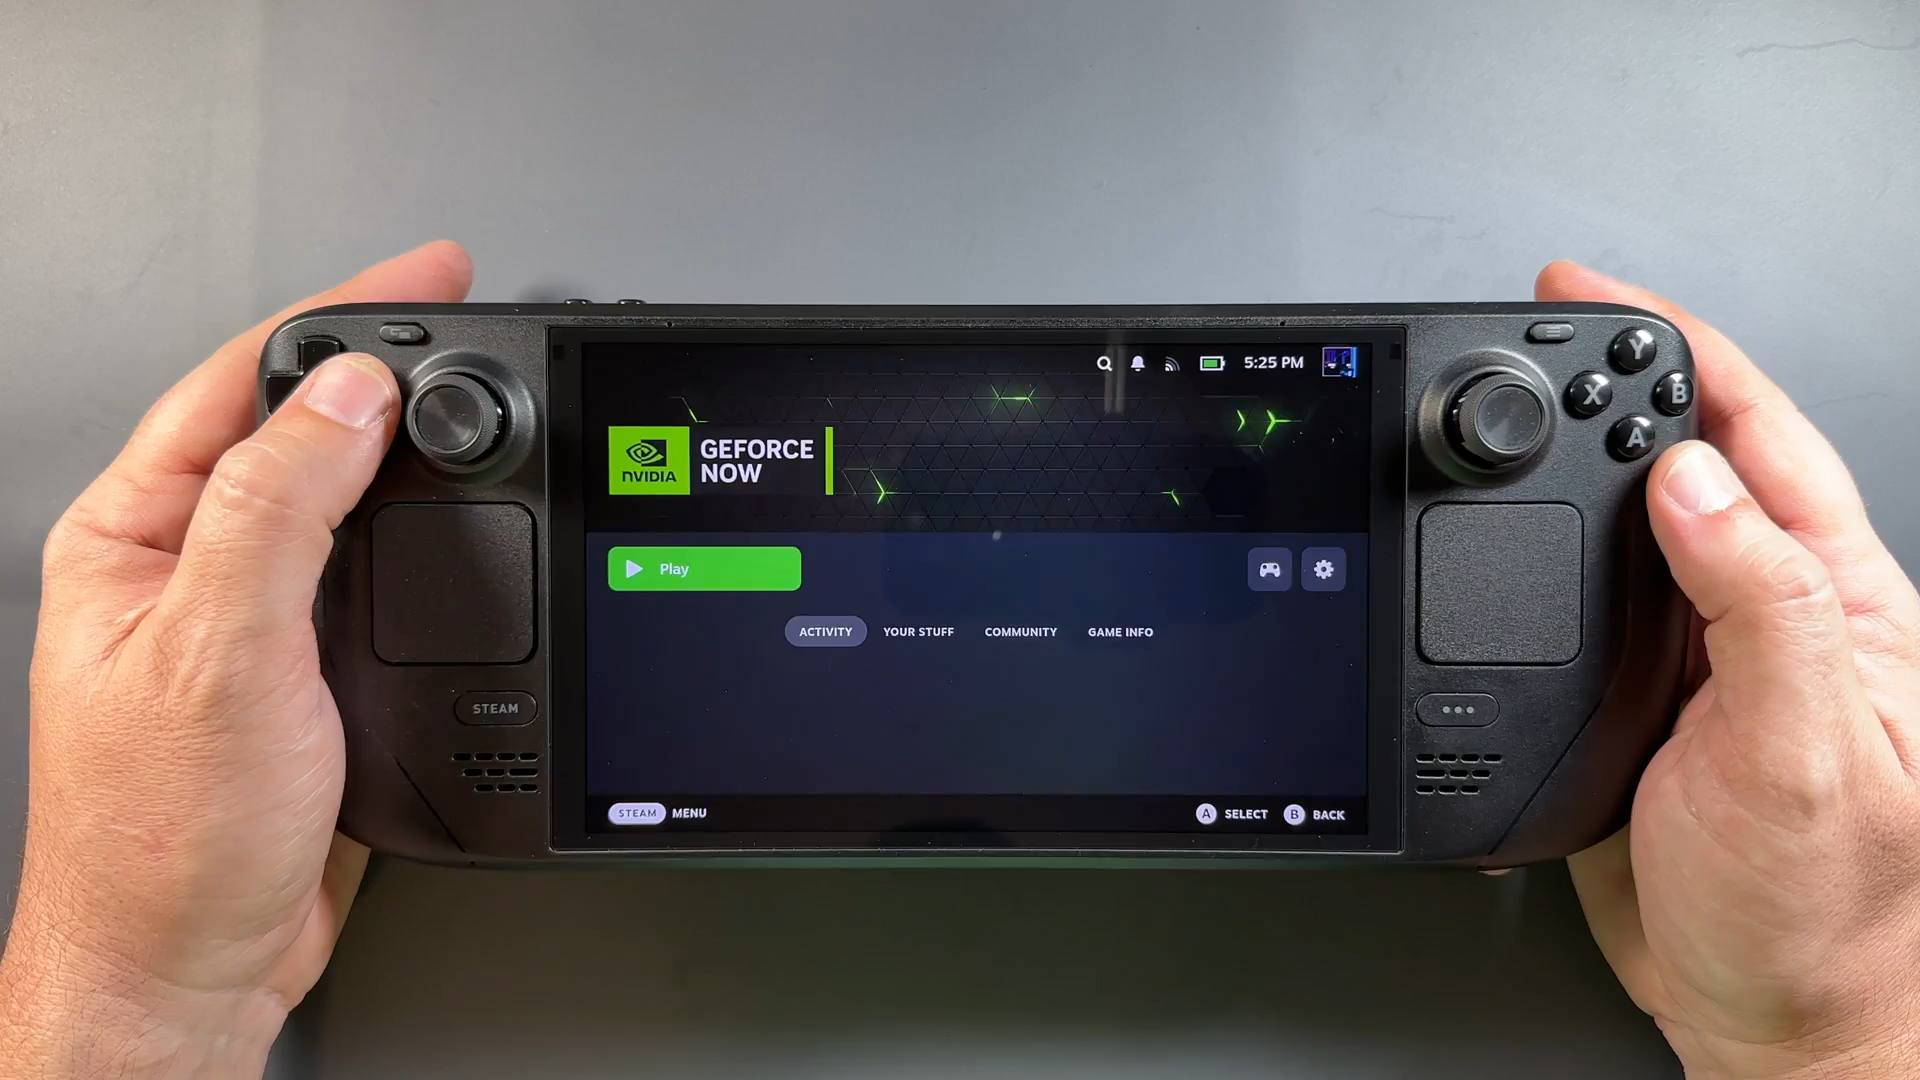 5:25 PM
NVIDIA
GEFORCE
NOW
Play
ACTIVITY YOUR STUFF COMMUNITY GAME INFO
STEAM MENU
A SELECT B BACK
STEAM
Y
X
B
A